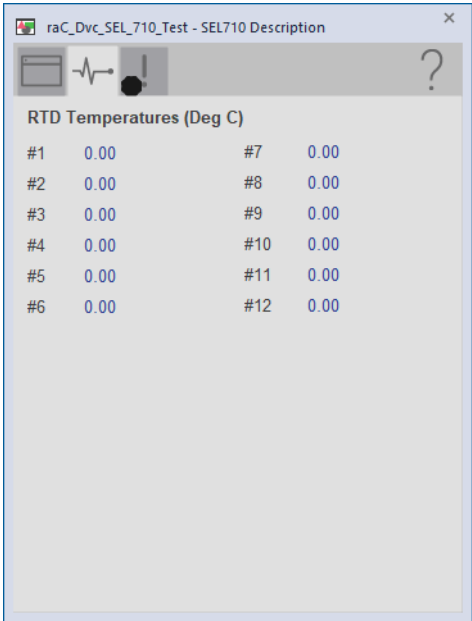 raC_Dvc_SEL_710_Test - SEL710 Description
RTD Temperatures (Deg C)
#1 0.00 #7 0.00
#2 0.00 #8 0.00
#3 0.00 #9 0.00
#4 0.00 #10 0.00
#5 0.00 #11 0.00
#6 0.00 #12 0.00